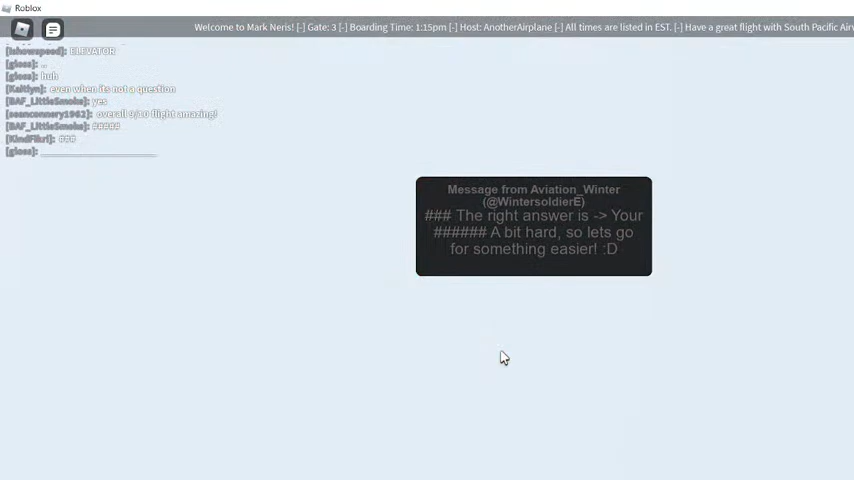 Roblox
Welcome to Mark Neris! [-] Gate: 3 [-] Boarding Time: 1:15pm [-] Host: AnotherAirplane [-] All times are listed in EST. [-] Have a great flight with South Pacific Air
[Ishowspeed]: ELEVATOR
[gloss]: ..
[gloss]: huh
[Kaitlyn]: even when its not a question
[BAF_LittleSmoke]: yes
[seanconnery1962]: overall 9/10 flight amazing!
[BAF_LittleSmoke]: #####
[KindFikri]: ###
[gloss]: ____________________
Message from Aviation_Winter
(@WintersoldierE)
### The right answer is -> Your
###### A bit hard, so lets go
for something easier! :D